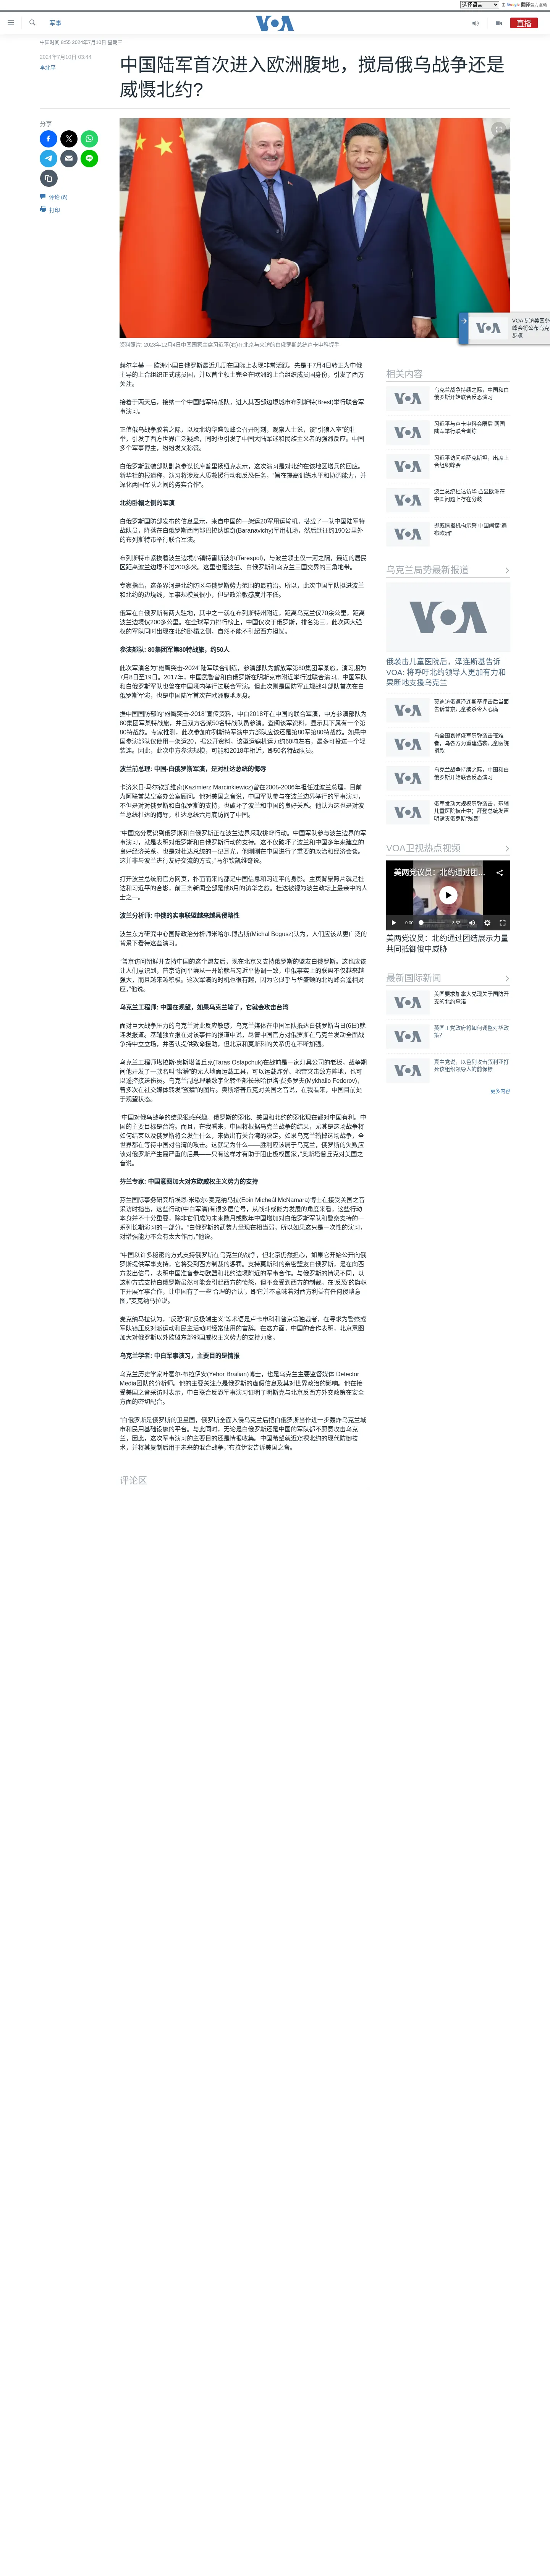 选择语言
由 Google 翻译强力驱动
军事
VOA
直播
中国时间 6:55 2024年7月10日 星期三
2024年7月10日 03:44
李北平
中国陆军首次进入欧洲腹地，搅局俄乌战争还是
威慑北约?
分享
评论 (6)
打印
资料照片: 2023年12月4日中国国家主席习近平(右)在北京与来访的白俄罗斯总统卢卡申科握手
VOA专访美国务
峰会将公布乌克
步骤
赫尔辛基 — 欧洲小国白俄罗斯最近几周在国际上表现非常活跃。先是于7月4日转正为中俄
主导的上合组织正式成员国，并以首个领土完全在欧洲的上合组织成员国身份，引发了西方
关注。
接着于两天后，接纳一个中国陆军特战队，进入其西部边境城市布列斯特(Brest)举行联合军
事演习。
正值俄乌战争胶着之际，以及北约华盛顿峰会召开时刻，观察人士说，该“引狼入室”的壮
举，引发了西方世界广泛疑虑，同时也引发了中国大陆军迷和民族主义者的强烈反应。中国
多个军事博主，纷纷发文称赞。
白俄罗斯武装部队副总参谋长库普里扬纽克表示，这次演习是对北约在该地区增兵的回应。
新华社的报道称，演习将涉及人质营救行动和反恐任务，“旨在提高训练水平和协调能力，并
深化两国军队之间的务实合作”。
北约卧榻之侧的军演
白俄罗斯国防部发布的信息显示，来自中国的一架运20军用运输机，搭载了一队中国陆军特
战队员，降落在白俄罗斯西南部巴拉纳维奇(Baranavichy)军用机场，然后赶往约190公里外
的布列斯特市举行联合军演。
布列斯特市紧挨着波兰边境小镇特雷斯波尔(Terespol)，与波兰领土仅一河之隔，最近的居民
区距离波兰边境不过200多米。这里也是波兰、白俄罗斯和乌克兰三国交界的三角地带。
专家指出，这条界河是北约防区与俄罗斯势力范围的最前沿。所以，此次中国军队挺进波兰
和北约的边境线，军事规模虽很小，但是政治敏感度并不低。
俄军在白俄罗斯有两大驻地，其中之一就在布列斯特州附近，距离乌克兰仅70余公里，距离
波兰边境仅200多公里。在全球军力排行榜上，中国仅次于俄罗斯，排名第三。此次两大强
权的军队同时出现在北约卧榻之侧，自然不能不引起西方担忧。
参演部队: 80集团军第80特战旅，约50人
此次军演名为“雄鹰突击-2024”陆军联合训练，参演部队为解放军第80集团军某旅，演习期为
7月8日至19日。2017年，中国武警曾和白俄罗斯在明斯克市附近举行了联合演习。中国军队
和白俄罗斯军队也曾在中国境内举行过联合军演。但此次则是国防军正规战斗部队首次在白
俄罗斯军演，也是中国陆军首次在欧洲腹地现身。
据中国国防部的“雄鹰突击-2018”宣传资料，中白2018年在中国的联合军演，中方参演部队为
80集团军某特战旅，并且双方各派50名特战队员参演。查阅该军资料，显示其下属有一个第
80特战旅。专家推测，此次参加布列斯特军演中方部队因为应该还是第80军第80特战旅。如果中
国参演部队仅使用一架运20，据公开资料，该型运输机运力约60吨左右，最多可投送一个轻
装连。因此，此次中方参演规模，可能和2018年相近，即50名特战队员。
波兰前总理: 中国-白俄罗斯军演，是对杜达总统的侮辱
卡济米日·马尔钦凯维奇(Kazimierz Marcinkiewicz)曾在2005-2006年担任过波兰总理，目前
为阿联酋某皇室办公室顾问。他对美国之音说，中国军队参与在波兰边界举行的军事演习，
不但是对对俄罗斯和白俄罗斯的支持，也破坏了波兰和中国的良好关系。他认为这也是对波
兰总统杜达的侮辱，杜达总统六月底访问了中国。
“中国充分意识到俄罗斯和白俄罗斯正在波兰边界采取挑衅行动。中国军队参与波兰边界的军
事演习，就是表明对俄罗斯和白俄罗斯行动的支持。这不仅破坏了波兰和中国多年来建立的
良好经济关系，也是对杜达总统的一记耳光，他刚刚在中国进行了重要的政治和经济会谈。
这并非与波兰进行友好交流的方式，”马尔钦凯维奇说。
打开波兰总统府官方网页，扑面而来的都是中国信息和习近平的身影。主页背景照片就是杜
达和习近平的合影，前三条新闻全部是他6月的访华之旅。杜达被视为波兰政坛上最亲中的人
士之一。
波兰分析师: 中俄的实事联盟越来越具侵略性
波兰东方研究中心国际政治分析师米哈尔.博古斯(Michal Bogusz)认为，人们应该从更广泛的
背景下看待这些演习。
“普京访问朝鲜并支持中国的这个盟友后，现在北京又支持俄罗斯的盟友白俄罗斯。这也应该
让人们意识到，普京访问平壤从一开始就与习近平协调一致，中俄事实上的联盟不仅越来越
强大，而且越来越积极。这次军演的时机也很有趣，因为它似乎与华盛顿的北约峰会遥相对
应，”他说。
乌克兰工程师: 中国在观望，如果乌克兰输了，它就会攻击台湾
面对巨大战争压力的乌克兰对此反应敏感，乌克兰媒体在中国军队抵达白俄罗斯当日(6日)就
连发报道。基辅独立报在对该事件的报道中说，尽管中国官方对俄罗斯在乌克兰发动全面战
争持中立立场，并否认提供致命援助，但北京和莫斯科的关系仍在不断加强。
乌克兰工程师塔拉斯·奥斯塔普丘克(Taras Ostapchuk)在战前是一家灯具公司的老板。战争期
间他开发了一款名叫“蜜獾”的无人地面运载工具，可以运载炸弹、地雷突击敌方阵地，也可
以遥控接送伤员。乌克兰副总理兼数字化转型部长米哈伊洛·费多罗夫(Mykhailo Fedorov)，
曾多次在社交媒体转发“蜜獾”的图片。奥斯塔普丘克对美国之音说，在我看来，中国目前处
于观望状态。
“中国对俄乌战争的结果很感兴趣。俄罗斯的弱化、美国和北约的弱化现在都对中国有利。中
国的主要目标是台湾。而且，在我看来，中国将根据乌克兰战争的结果，尤其是这场战争将
如何结束以及俄罗斯将会发生什么，来做出有关台湾的决定。如果乌克兰输掉这场战争，全
世界都在等待中国对台湾的攻击。这就是为什么——胜利应该属于乌克兰，俄罗斯的失败应
该对俄罗斯产生最严重的后果——只有这样才有助于阻止极权国家，”奥斯塔普丘克对美国之
音说。
芬兰专家: 中国意图加大对东欧威权主义势力的支持
芬兰国际事务研究所埃恩·米歇尔·麦克纳马拉(Eoin Micheál McNamara)博士在接受美国之音
采访时指出，这些行动(中白军演)有很多层信号，从战斗或能力发展的角度来看，这些行动
本身并不十分重要，除非它们成为未来数月或数年中国增加对白俄罗斯军队和警察支持的一
系列长期演习的一部分。“白俄罗斯的武装力量现在相当弱，所以如果这只是一次性的演习，
对增强能力不会有太大作用，”他说。
“中国以许多秘密的方式支持俄罗斯在乌克兰的战争，但北京仍然担心，如果它开始公开向俄
罗斯提供军事支持，它将受到西方制裁的惩罚。支持莫斯科的亲密盟友白俄罗斯，是在向西
方发出信号，表明中国准备参与欧盟和北约边境附近的军事合作。与俄罗斯的情况不同，以
这种方式支持白俄罗斯虽然可能会引起西方的愤怒，但不会受到西方的制裁。在‘反恐’的旗帜
下开展军事合作，让中国有了一些‘合理的否认’，即‘它并不意味着对西方利益有任何侵略意
图，”麦克纳马拉说。
麦克纳马拉认为，“反恐”和“反极端主义”等术语是卢卡申科和普京等独裁者，在寻求为警察或
军队镇压反对派运动和民主活动时经常使用的言辞。在这方面，中国的合作表明，北京意图
加大对俄罗斯以外欧盟东部邻国威权主义势力的支持力度。
乌克兰学者: 中白军事演习，主要目的是情报
乌克兰历史学家叶霍尔·布拉伊安(Yehor Brailian)博士，也是乌克兰主要监督媒体 Detector
Media团队的分析师。他的主要关注点是俄罗斯的虚假信息及其对世界政治的影响。他在接
受美国之音采访时表示，中白联合反恐军事演习证明了明斯克与北京反西方外交政策在安全
方面的密切配合。
“白俄罗斯是俄罗斯的卫星国，俄罗斯全面入侵乌克兰后把白俄罗斯当作进一步轰炸乌克兰城
市和民用基础设施的平台。与此同时，无论是白俄罗斯还是中国的军队都不愿意攻击乌克
兰，因此，这次军事演习的主要目的还是情报收集。中国希望就近窥探北约的现代防御技
术，并将其复制后用于未来的混合战争，”布拉伊安告诉美国之音。
评论区
相关内容
乌克兰战争持续之际，中国和白
俄罗斯开始联合反恐演习
习近平与卢卡申科会晤后 两国
陆军举行联合训练
习近平访问哈萨克斯坦，出席上
合组织峰会
波兰总统杜达访华 凸显欧洲在
中国问题上存在分歧
挪威情报机构示警 中国间谍“遍
布欧洲”
乌克兰局势最新报道
俄袭击儿童医院后，泽连斯基告诉
VOA: 将呼吁北约领导人更加有力和
果断地支援乌克兰
莫迪访俄遭泽连斯基抨击后当面
告诉普京儿童被杀令人心痛
乌全国哀悼俄军导弹袭击罹难
者，乌各方为重建遇袭儿童医院
捐款
乌克兰战争持续之际，中国和白
俄罗斯开始联合反恐演习
俄军发动大规模导弹袭击，基辅
儿童医院被击中；拜登总统发声
明谴责俄罗斯“残暴”
VOA卫视热点视频
美两党议员：北约通过团...
0:00
美两党议员：北约通过团结展示力量
共同抵御俄中威胁
最新国际新闻
美国要求加拿大兑现关于国防开
支的北约承诺
英国工党政府将如何调整对华政
策?
真主党说，以色列攻击叙利亚打
死该组织领导人的前保镖
更多内容